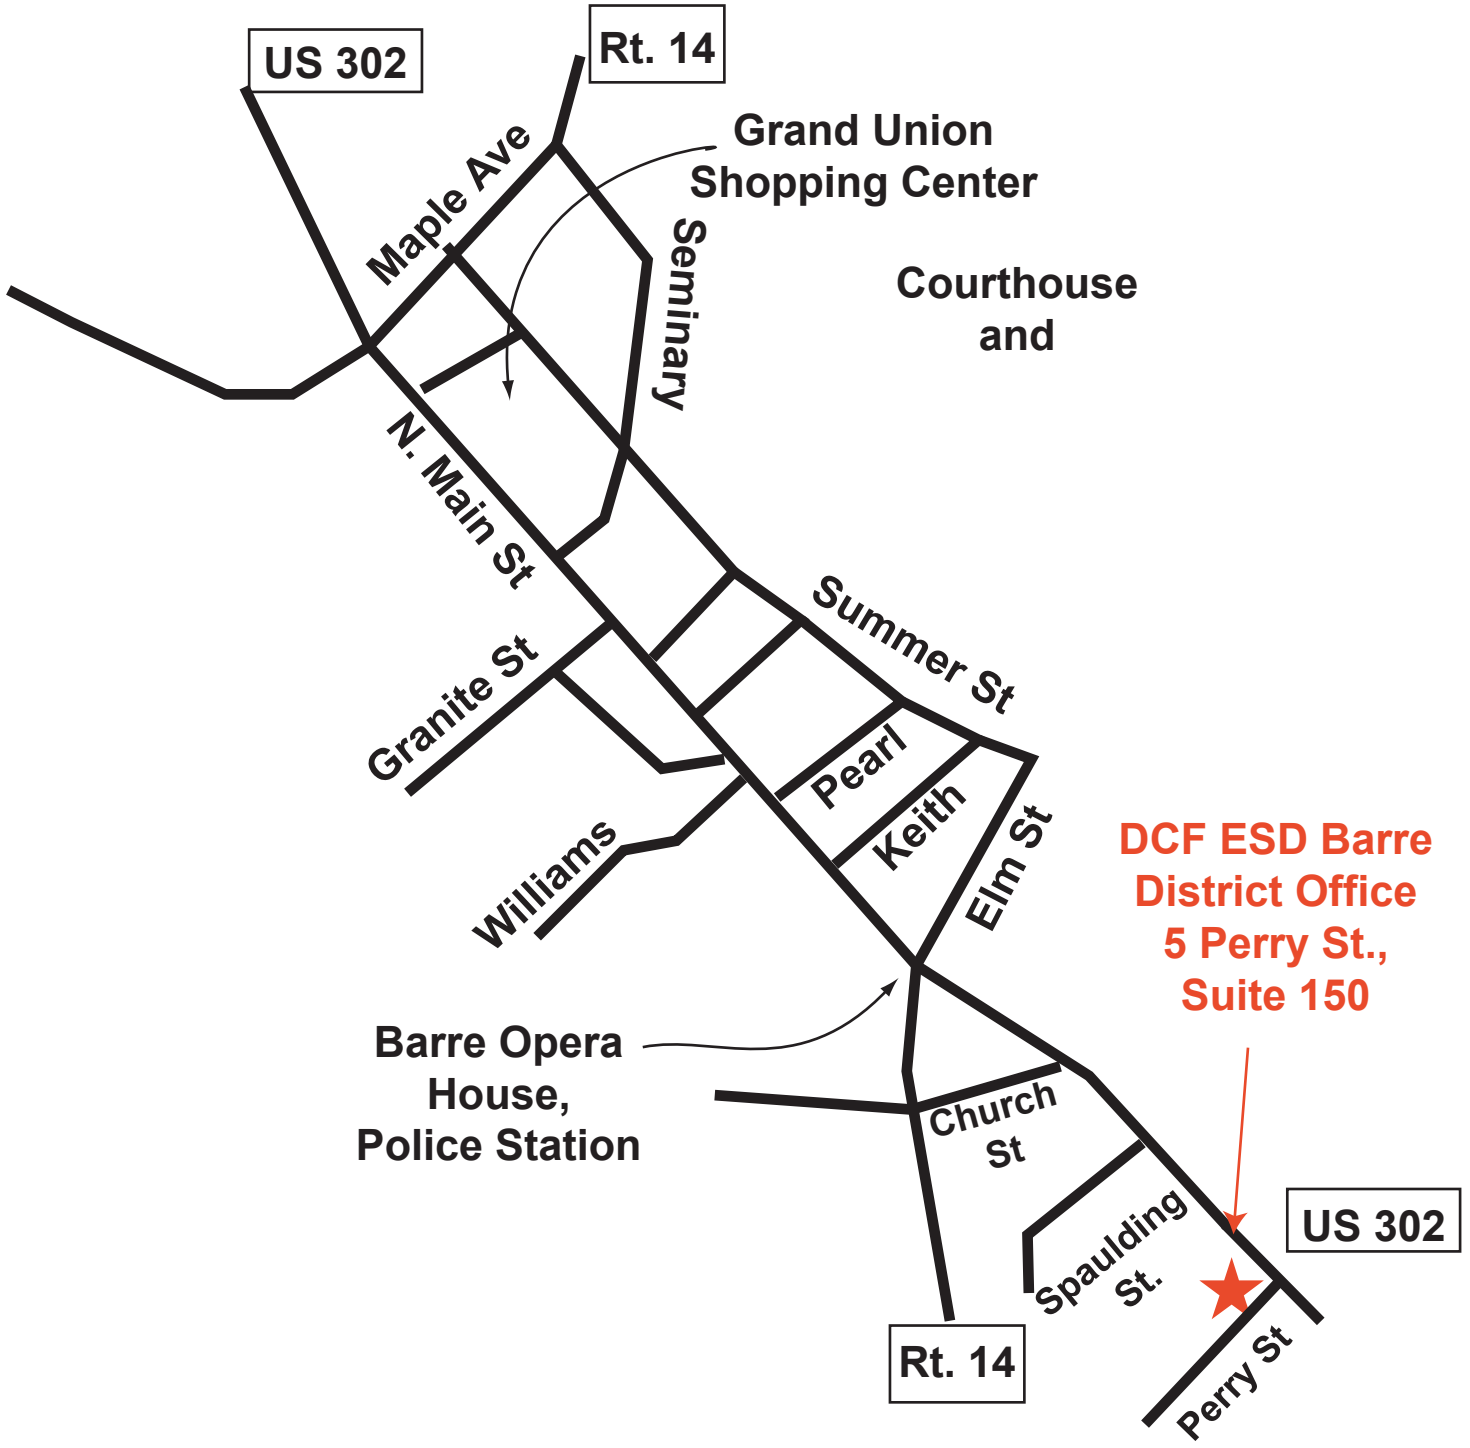 US 302
Rt. 14
Grand Union
Shopping Center
Maple Ave
Seminary
Courthouse
and
N. Main St
Summer St
Granite St
Pearl
Keith
Williams
Elm St
DCF ESD Barre
District Office
5 Perry St.,
Suite 150
Barre Opera
House,
Police Station
Church
St
Spaulding
St.
US 302
Rt. 14
Perry St